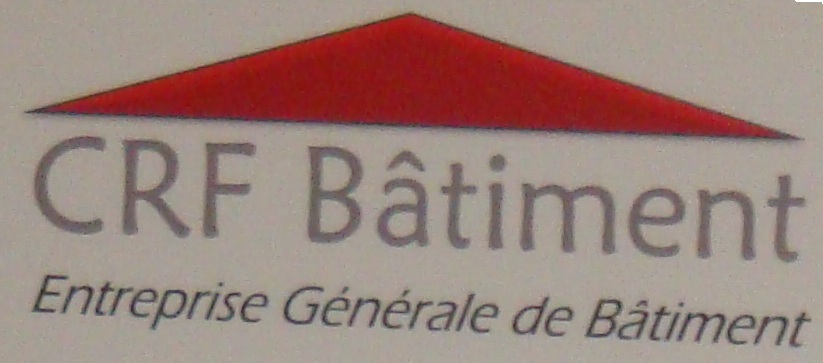 CRF Bâtiment
Entreprise Générale de Bâtiment